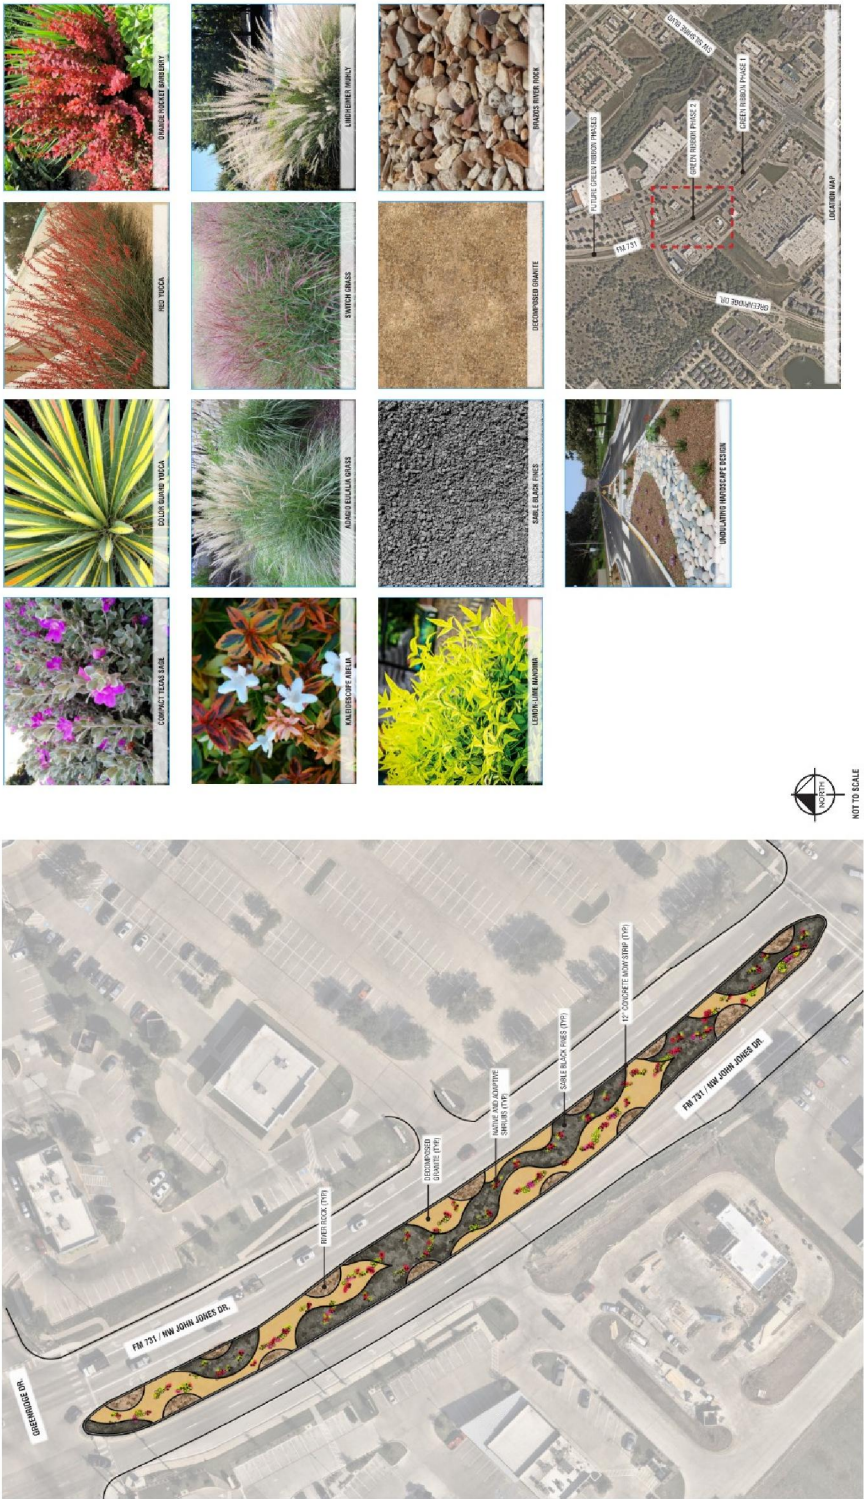 GREENRIDGE DR.
FM 731 / NW JOHN JONES DR.
RIVER ROCK (TYP)
DECOMPOSED
GRANITE (TYP)
NATIVE AND ADAPTIVE
SHRUBS (TYP)
SABLE BLACK FINES (TYP)
12" CONCRETE MOW STRIP (TYP)
FM 731 / NW JOHN JONES DR.
NORTH
NOT TO SCALE
COMPACT TEXAS SAGE
COLOR GUARD YUCCA
RED YUCCA
ORANGE ROCKET BARBERRY
KALEIDESCOPE ABELIA
ADAGIO EULALIA GRASS
SWITCH GRASS
LINDHEIMER MUHLY
LEMON-LIME NANDINA
SABLE BLACK FINES
DECOMPOSED GRANITE
BRAZOS RIVER ROCK
UNDULATING HARDSCAPE DESIGN
FUTURE GREEN RIBBON PHASES
FM 731
GREEN RIBBON PHASE 2
GREEN RIBBON PHASE 1
GREENRIDGE DR.
SW WILSHIRE BLVD
LOCATION MAP